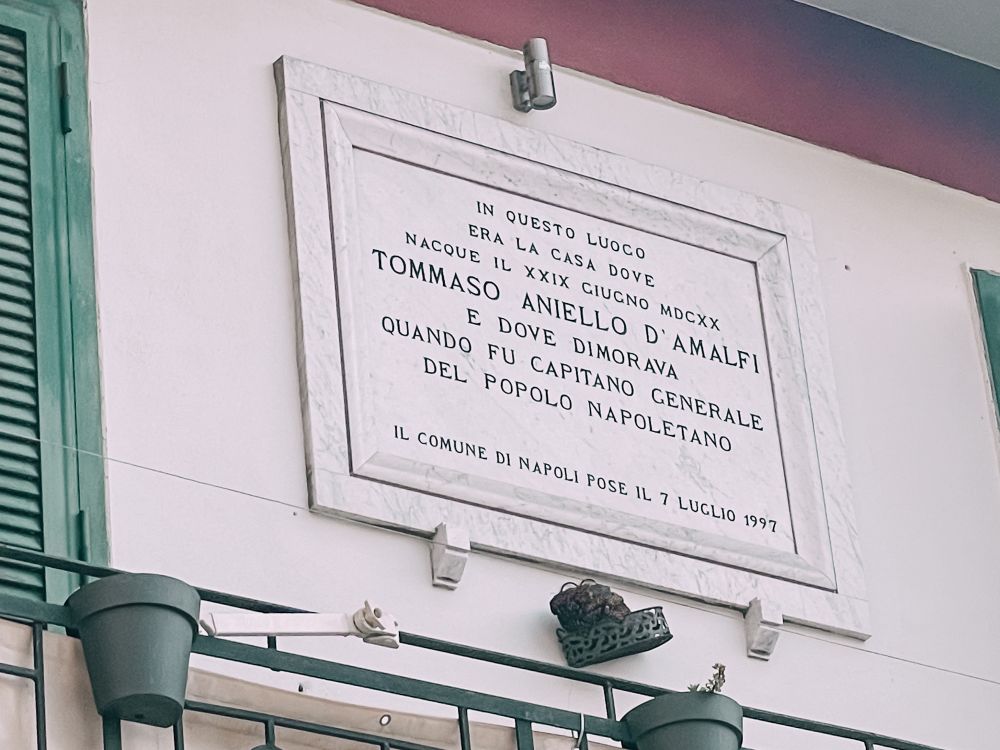 IN QUESTO LUOGO
ERA LA CASA DOVE
NACQUE IL XXIX GIUGNO MDCXX
TOMMASO ANIELLO D'AMALFI
E DOVE DIMORAVA
QUANDO FU CAPITANO GENERALE
DEL POPOLO NAPOLETANO
IL COMUNE DI NAPOLI POSE IL 7 LUGLIO 1997